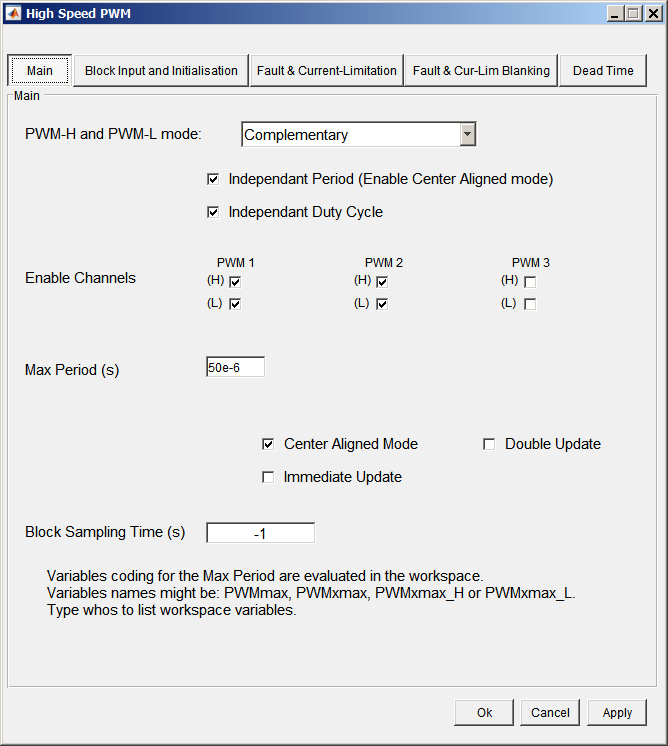 High Speed PWM
Main
Block Input and Initialisation
Fault & Current-Limitation
Fault & Cur-Lim Blanking
Dead Time
Main
PWM-H and PWM-L mode:
Complementary
Independant Period (Enable Center Aligned mode)
Independant Duty Cycle
Enable Channels
PWM 1
PWM 2
PWM 3
(H)
(H)
(H)
(L)
(L)
(L)
Max Period (s)
50e-6
Center Aligned Mode
Double Update
Immediate Update
Block Sampling Time (s)
-1
Variables coding for the Max Period are evaluated in the workspace.
Variables names might be: PWMmax, PWMxmax, PWMxmax_H or PWMxmax_L.
Type whos to list workspace variables.
Ok
Cancel
Apply